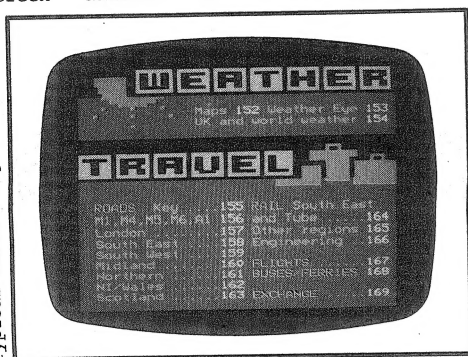 WEATHER
Maps 152 Weather Eye 153
UK and world weather 154
TRAVEL
ROADS Key ....155 RAIL South East
M1,M4,M5,M6,A1 156 and Tube .... 164
London ........157 Other regions 165
South East ....158 Engineering 166
South West ....159
Midland .......160 FLIGHTS ......167
Northern ......161 BUSES/FERRIES 168
NI/Wales ......162
Scotland ......163 EXCHANGE .....169